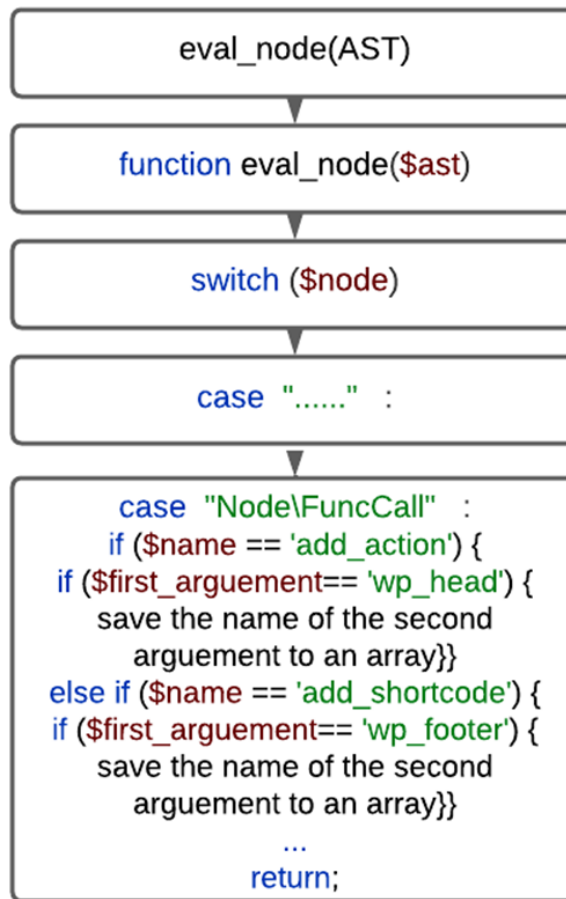 eval_node(AST)
function eval_node($ast)
switch ($node)
case "......" :
case "Node\FuncCall" :
if ($name == 'add_action') {
if ($first_arguement== 'wp_head') {
save the name of the second
arguement to an array}}
else if ($name == 'add_shortcode') {
if ($first_arguement== 'wp_footer') {
save the name of the second
arguement to an array}}
...
return;